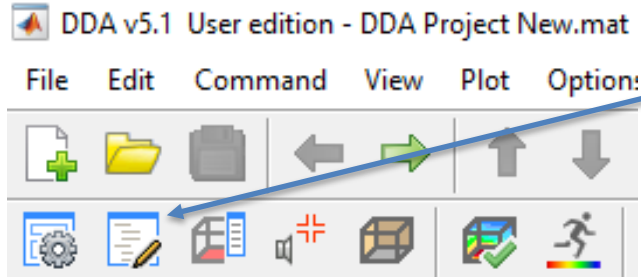 DDA v5.1 User edition - DDA Project New.mat
File Edit Command View Plot Options